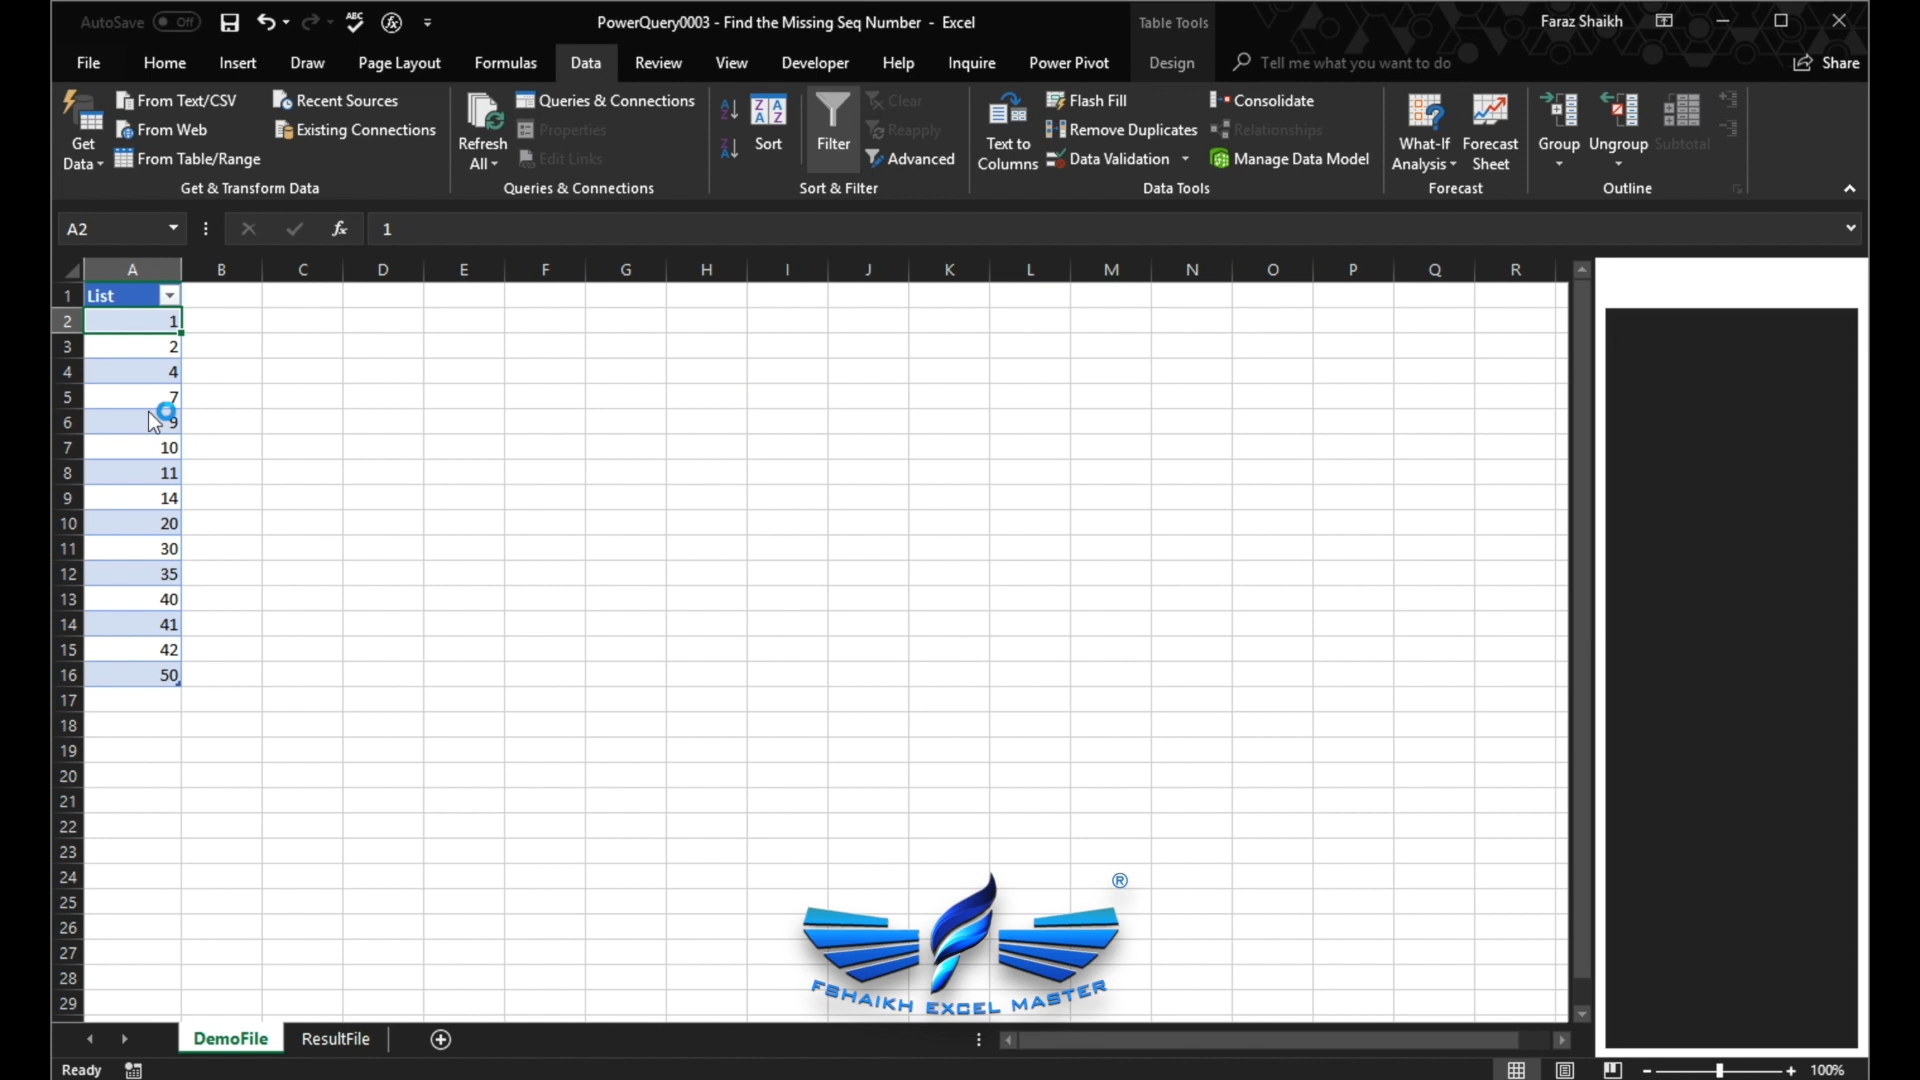 AutoSave Off
PowerQuery0003 - Find the Missing Seq Number - Excel
Table Tools
Faraz Shaikh
File Home Insert Draw Page Layout Formulas Data Review View Developer Help Inquire Power Pivot Design Tell me what you want to do Share
Get Data
From Text/CSV
From Web
From Table/Range
Recent Sources
Existing Connections
Get & Transform Data
Refresh All
Queries & Connections
Properties
Edit Links
Queries & Connections
Sort
Filter
Clear
Reapply
Advanced
Sort & Filter
Text to Columns
Flash Fill
Remove Duplicates
Data Validation
Consolidate
Relationships
Manage Data Model
Data Tools
What-If Analysis
Forecast Sheet
Forecast
Group
Ungroup
Subtotal
Outline
A2 fx 1
A B C D E F G H I J K L M N O P Q R
1 List
2 1
3 2
4 4
5 7
6 9
7 10
8 11
9 14
10 20
11 30
12 35
13 40
14 41
15 42
16 50
17
18
19
20
21
22
23
24
25
26
27
28
29
®
FSHAIKH EXCEL MASTER
DemoFile ResultFile
Ready
100%